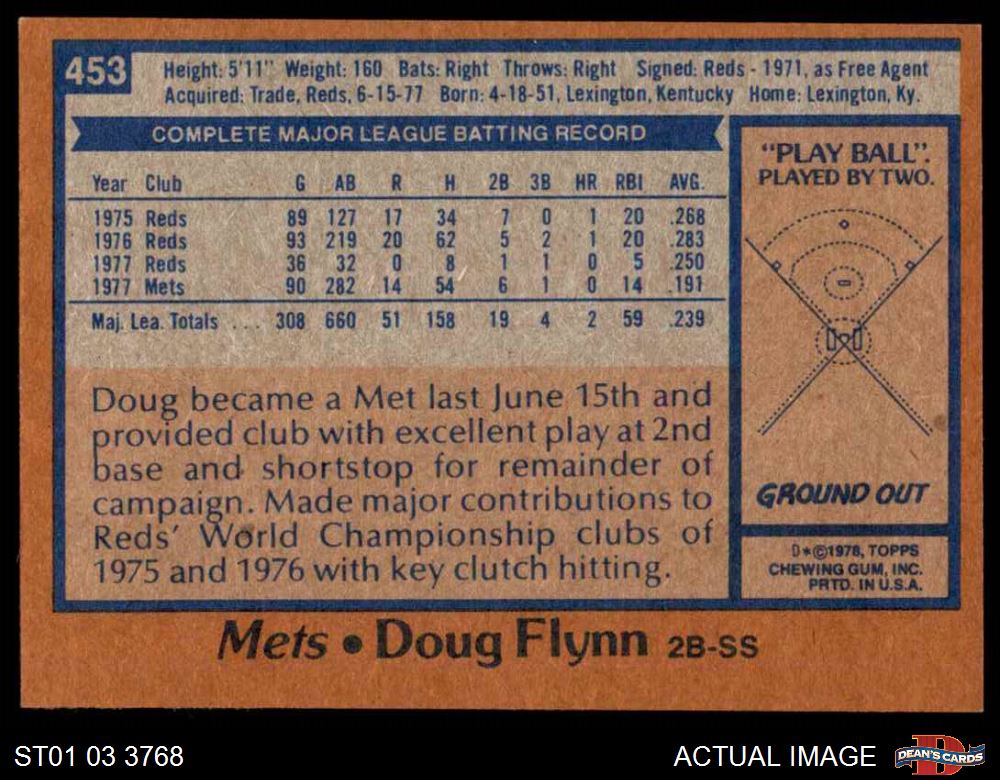 453
Height: 5'11" Weight: 160 Bats: Right Throws: Right Signed: Reds - 1971, as Free Agent
Acquired: Trade, Reds, 6-15-77 Born: 4-18-51, Lexington, Kentucky Home: Lexington, Ky.
COMPLETE MAJOR LEAGUE BATTING RECORD
Year Club G AB R H 2B 3B HR RBI AVG.
1975 Reds 89 127 17 34 7 0 1 20 .268
1976 Reds 93 219 20 62 5 2 1 20 .283
1977 Reds 36 32 0 8 1 1 0 5 .250
1977 Mets 90 282 14 54 6 1 0 14 .191
Maj. Lea. Totals ... 308 660 51 158 19 4 2 59 .239
Doug became a Met last June 15th and
provided club with excellent play at 2nd
base and shortstop for remainder of
campaign. Made major contributions to
Reds' World Championship clubs of
1975 and 1976 with key clutch hitting.
"PLAY BALL".
PLAYED BY TWO.
GROUND OUT
D*©1978, TOPPS
CHEWING GUM, INC.
PRTD. IN U.S.A.
Mets • Doug Flynn 2B-SS
ST01 03 3768
ACTUAL IMAGE
D
DEAN'S CARDS